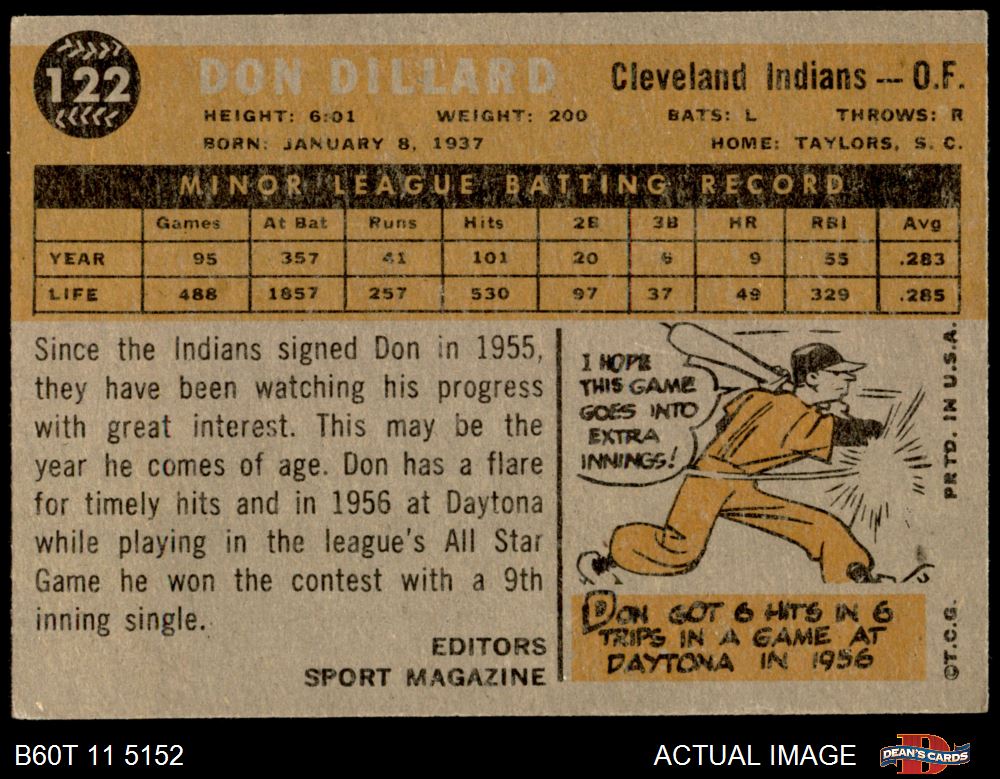 122
DON DILLARD
Cleveland Indians -- O.F.
HEIGHT: 6:01 WEIGHT: 200 BATS: L THROWS: R
BORN: JANUARY 8, 1937 HOME: TAYLORS, S. C.
MINOR LEAGUE BATTING RECORD
Games At Bat Runs Hits 2B 3B HR RBI Avg
YEAR 95 357 41 101 20 6 9 55 .283
LIFE 488 1857 257 530 97 37 49 329 .285
Since the Indians signed Don in 1955,
they have been watching his progress
with great interest. This may be the
year he comes of age. Don has a flare
for timely hits and in 1956 at Daytona
while playing in the league's All Star
Game he won the contest with a 9th
inning single.
EDITORS
SPORT MAGAZINE
I HOPE
THIS GAME
GOES INTO
EXTRA
INNINGS!
DON GOT 6 HITS IN 6
TRIPS IN A GAME AT
DAYTONA IN 1956
©T.C.G. PRTD. IN U.S.A.
B60T 11 5152
ACTUAL IMAGE
DEAN'S CARDS